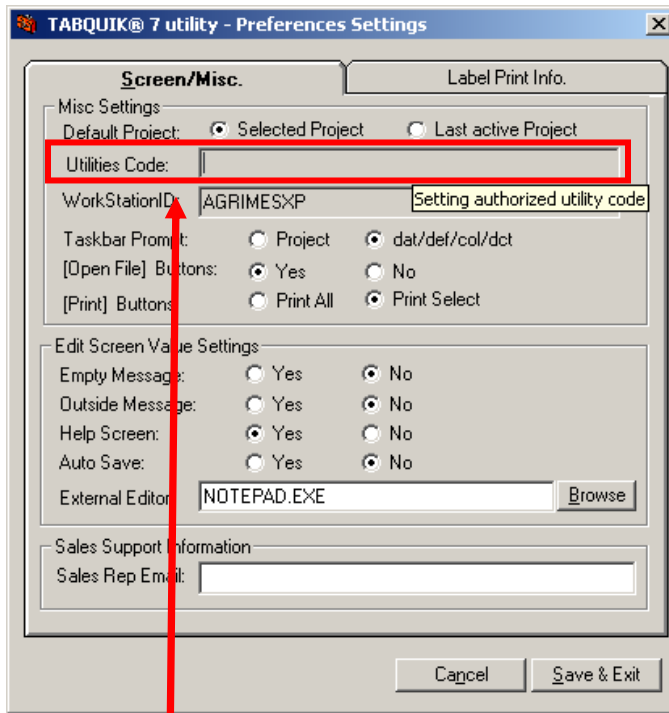 TABQUIK® 7 utility - Preferences Settings
Screen/Misc. Label Print Info.
Misc Settings
Default Project: Selected Project Last active Project
Utilities Code:
WorkStationID: AGRIMESXP Setting authorized utility code
Taskbar Prompt: Project dat/def/col/dct
[Open File] Buttons: Yes No
[Print] Buttons Print All Print Select
Edit Screen Value Settings
Empty Message: Yes No
Outside Message: Yes No
Help Screen: Yes No
Auto Save: Yes No
External Editor NOTEPAD.EXE Browse
Sales Support Information
Sales Rep Email:
Cancel Save & Exit